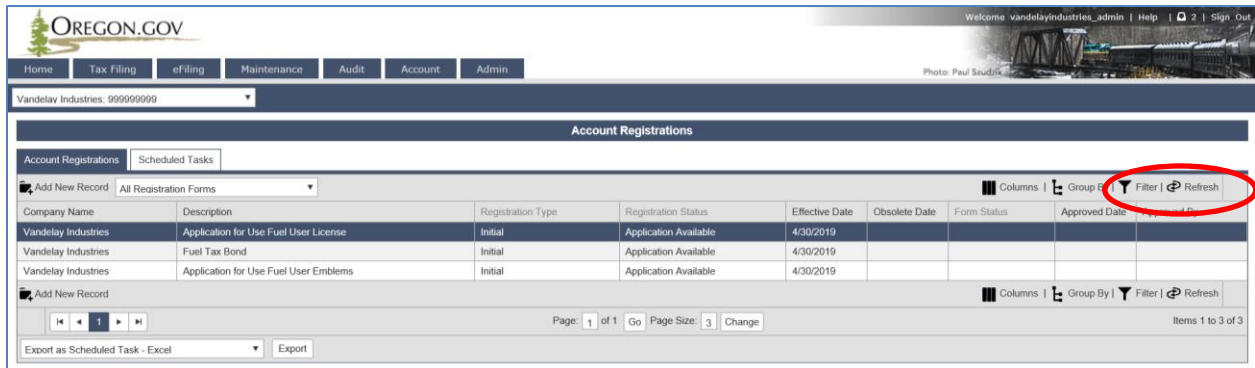 Welcome vandelayindustries_admin | Help | 2 | Sign Out
OREGON.GOV
Home Tax Filing eFiling Maintenance Audit Account Admin
Photo: Paul Szudzik
Vandelay Industries: 999999999
Account Registrations
Account Registrations Scheduled Tasks
Add New Record All Registration Forms Columns | Group By | Filter | Refresh
Company Name Description Registration Type Registration Status Effective Date Obsolete Date Form Status Approved Date Approved By
Vandelay Industries Application for Use Fuel User License Initial Application Available 4/30/2019
Vandelay Industries Fuel Tax Bond Initial Application Available 4/30/2019
Vandelay Industries Application for Use Fuel User Emblems Initial Application Available 4/30/2019
Add New Record Columns | Group By | Filter | Refresh
1 Page: 1 of 1 Go Page Size: 3 Change Items 1 to 3 of 3
Export as Scheduled Task - Excel Export